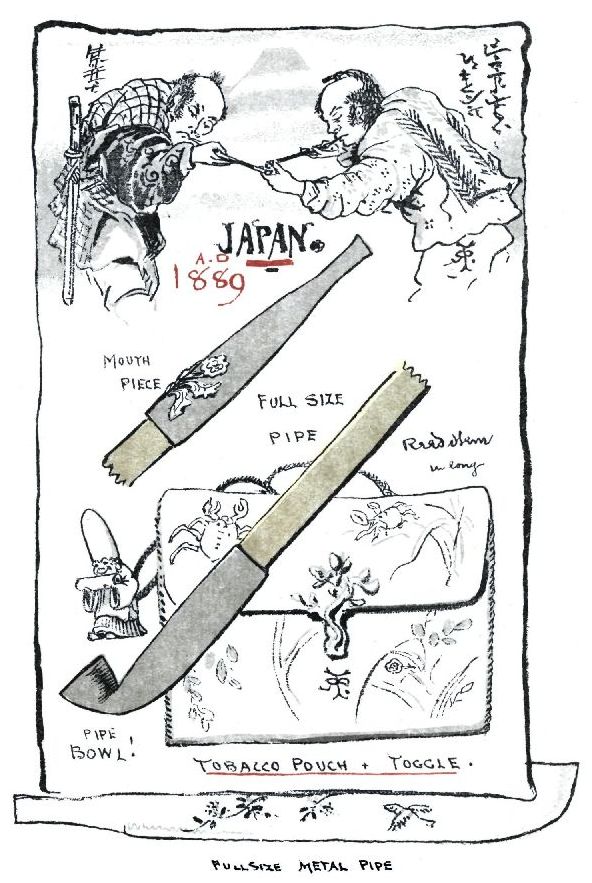 JAPAN.
A.D
1889
MOUTH
PIECE
FULL SIZE
PIPE
Reed stem
in long
PIPE
BOWL!
TOBACCO POUCH + TOGGLE.
FULLSIZE METAL PIPE